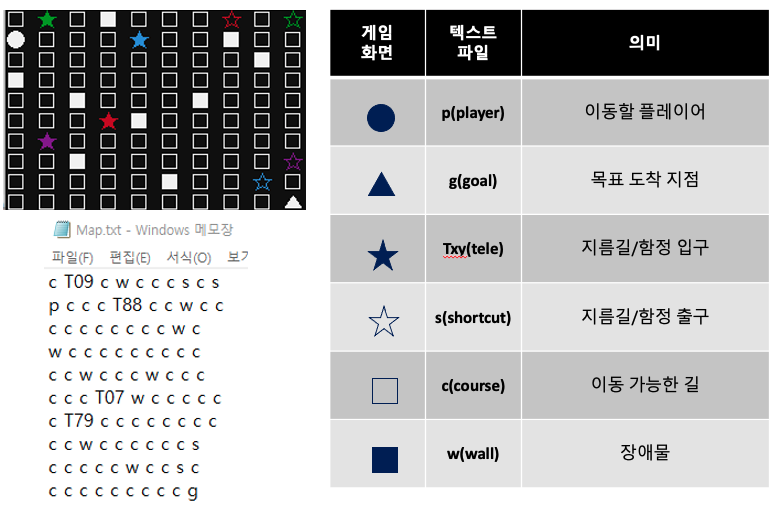 Map.txt - Windows 메모장
파일(F) 편집(E) 서식(O) 보기
c T09 c w c c c s c s
p c c c T88 c c w c c
c c c c c c c c w c
w c c c c c c c c c
c c w c c c w c c c
c c c T07 w c c c c c
c T79 c c c c c c c c
c c w c c c c c c s
c c c c c w c c s c
c c c c c c c c c g
게임 화면
텍스트 파일
의미
p(player)
이동할 플레이어
g(goal)
목표 도착 지점
Txy(tele)
지름길/함정 입구
s(shortcut)
지름길/함정 출구
c(course)
이동 가능한 길
w(wall)
장애물